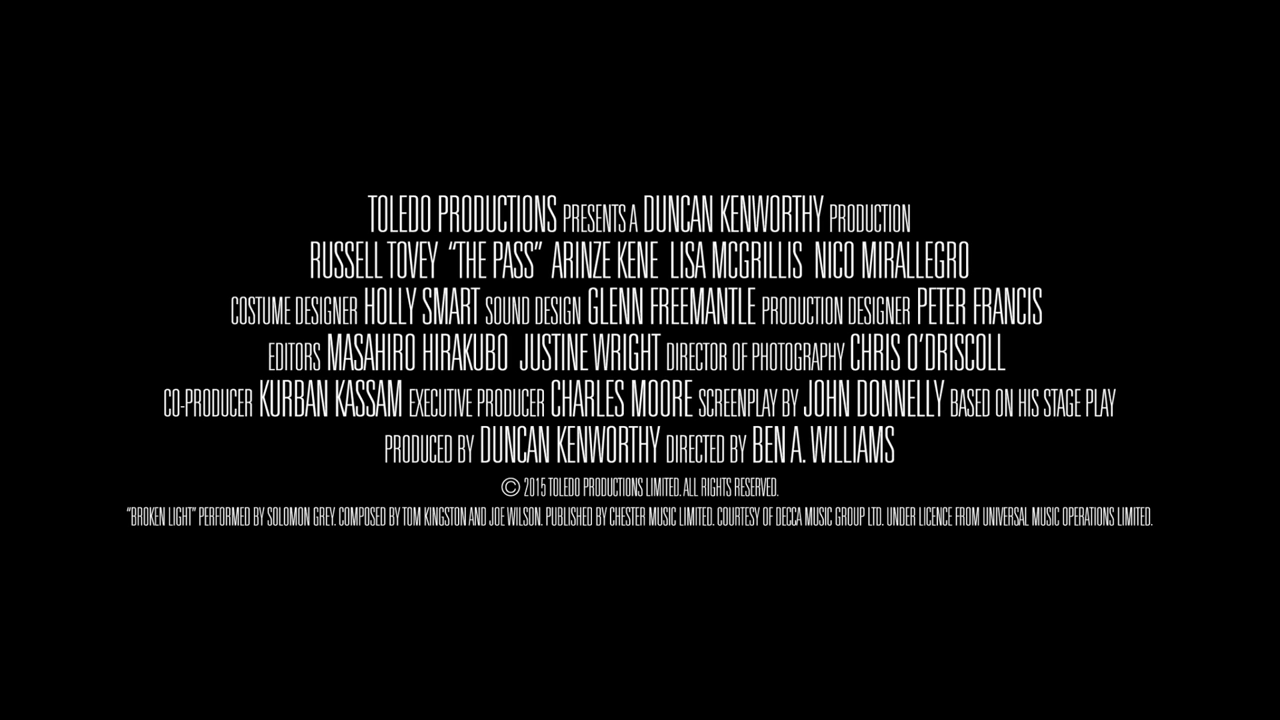 TOLEDO PRODUCTIONS PRESENTS A DUNCAN KENWORTHY PRODUCTION
RUSSELL TOVEY “THE PASS” ARINZE KENE LISA MCGRILLIS NICO MIRALLEGRO
COSTUME DESIGNER HOLLY SMART SOUND DESIGN GLENN FREEMANTLE PRODUCTION DESIGNER PETER FRANCIS
EDITORS MASAHIRO HIRAKUBO JUSTINE WRIGHT DIRECTOR OF PHOTOGRAPHY CHRIS O’DRISCOLL
CO-PRODUCER KURBAN KASSAM EXECUTIVE PRODUCER CHARLES MOORE SCREENPLAY BY JOHN DONNELLY BASED ON HIS STAGE PLAY
PRODUCED BY DUNCAN KENWORTHY DIRECTED BY BEN A. WILLIAMS
© 2015 TOLEDO PRODUCTIONS LIMITED. ALL RIGHTS RESERVED.
“BROKEN LIGHT” PERFORMED BY SOLOMON GREY. COMPOSED BY TOM KINGSTON AND JOE WILSON. PUBLISHED BY CHESTER MUSIC LIMITED. COURTESY OF DECCA MUSIC GROUP LTD. UNDER LICENCE FROM UNIVERSAL MUSIC OPERATIONS LIMITED.